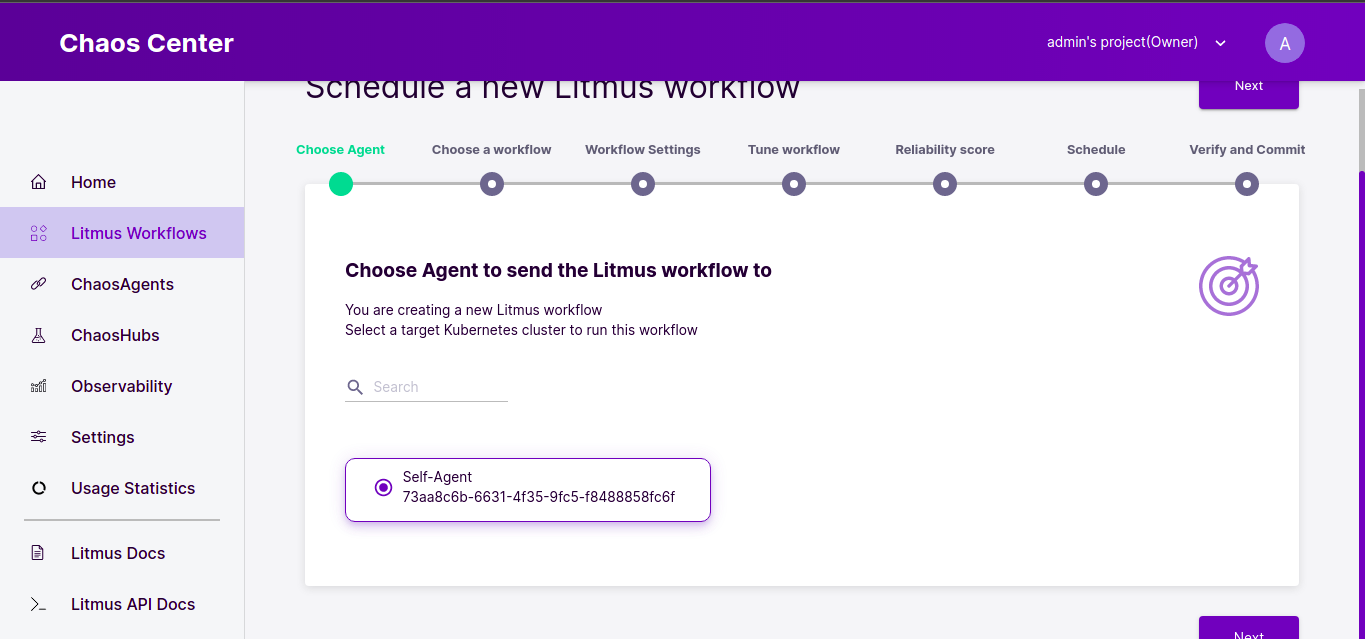 Chaos Center
admin's project(Owner)
A
Schedule a new Litmus workflow
Next
Choose Agent
Choose a workflow
Workflow Settings
Tune workflow
Reliability score
Schedule
Verify and Commit
Home
Litmus Workflows
ChaosAgents
ChaosHubs
Observability
Settings
Usage Statistics
Litmus Docs
Litmus API Docs
Choose Agent to send the Litmus workflow to
You are creating a new Litmus workflow
Select a target Kubernetes cluster to run this workflow
Search
Self-Agent
73aa8c6b-6631-4f35-9fc5-f8488858fc6f
Next